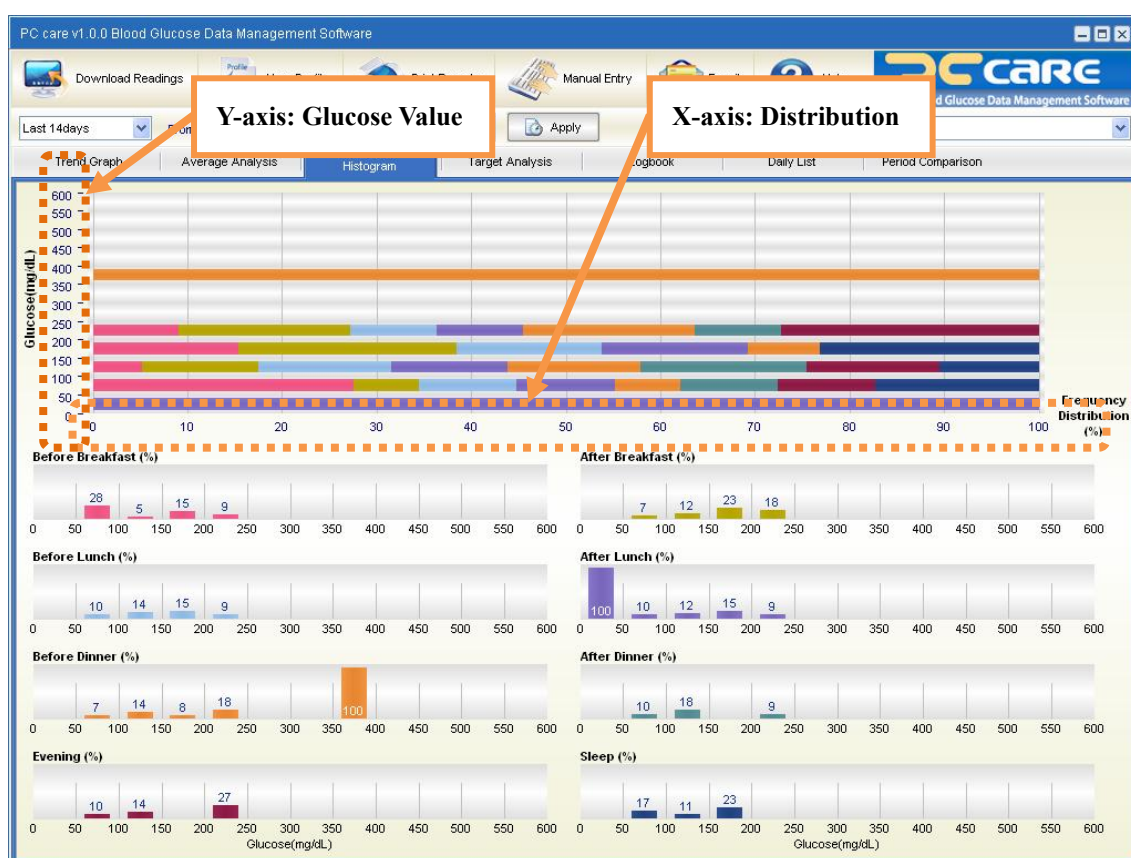 PC care v1.0.0 Blood Glucose Data Management Software
Download Readings
Profile
Manual Entry
PCcare
d Glucose Data Management Software
Last 14days
Apply
Y-axis: Glucose Value
X-axis: Distribution
Trend Graph Average Analysis Histogram Target Analysis Logbook Daily List Period Comparison
Glucose(mg/dL)
600
550
500
450
400
350
300
250
200
150
100
50
0
0 10 20 30 40 50 60 70 80 90 100
Frequency
Distribution
(%)
Before Breakfast (%)
28 5 15 9
0 50 100 150 200 250 300 350 400 450 500 550 600
After Breakfast (%)
7 12 23 18
0 50 100 150 200 250 300 350 400 450 500 550 600
Before Lunch (%)
10 14 15 9
0 50 100 150 200 250 300 350 400 450 500 550 600
After Lunch (%)
100 10 12 15 9
0 50 100 150 200 250 300 350 400 450 500 550 600
Before Dinner (%)
7 14 8 18 100
0 50 100 150 200 250 300 350 400 450 500 550 600
After Dinner (%)
10 18 9
0 50 100 150 200 250 300 350 400 450 500 550 600
Evening (%)
10 14 27
0 50 100 150 200 250 300 350 400 450 500 550 600
Glucose(mg/dL)
Sleep (%)
17 11 23
0 50 100 150 200 250 300 350 400 450 500 550 600
Glucose(mg/dL)